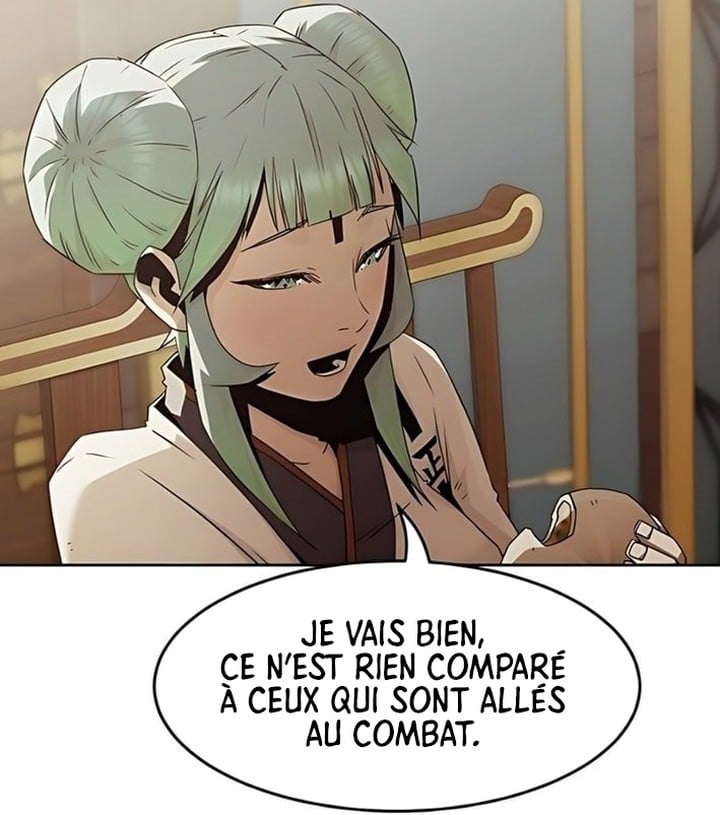 JE VAIS BIEN,
CE N'EST RIEN COMPARÉ
À CEUX QUI SONT ALLÉS
AU COMBAT.